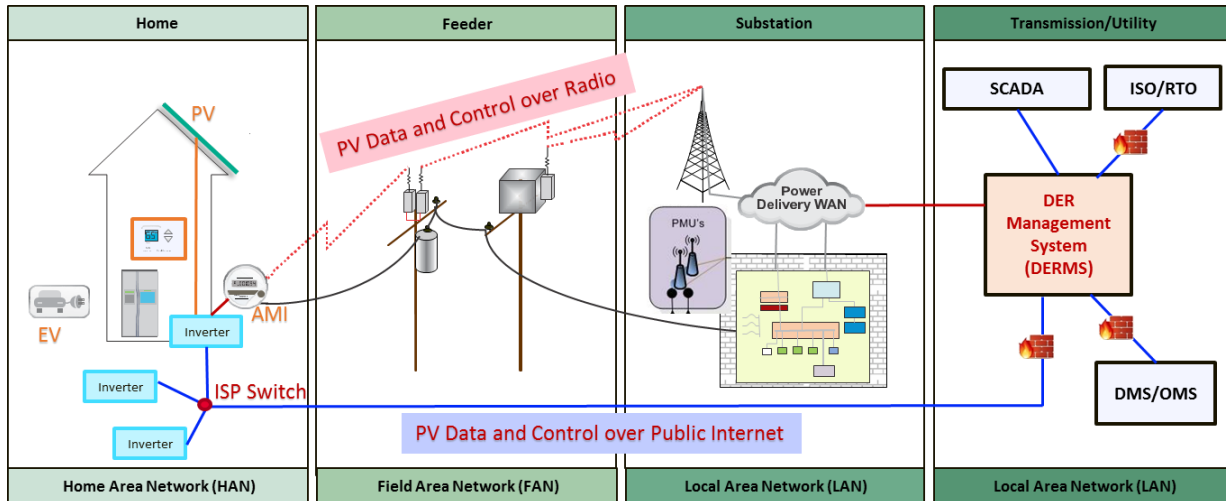 Home
Feeder
Substation
Transmission/Utility
PV
EV
AMI
Inverter
Inverter
Inverter
ISP Switch
PV Data and Control over Radio
PMU's
Power
Delivery WAN
SCADA
ISO/RTO
DER
Management
System
(DERMS)
DMS/OMS
PV Data and Control over Public Internet
Home Area Network (HAN)
Field Area Network (FAN)
Local Area Network (LAN)
Local Area Network (LAN)